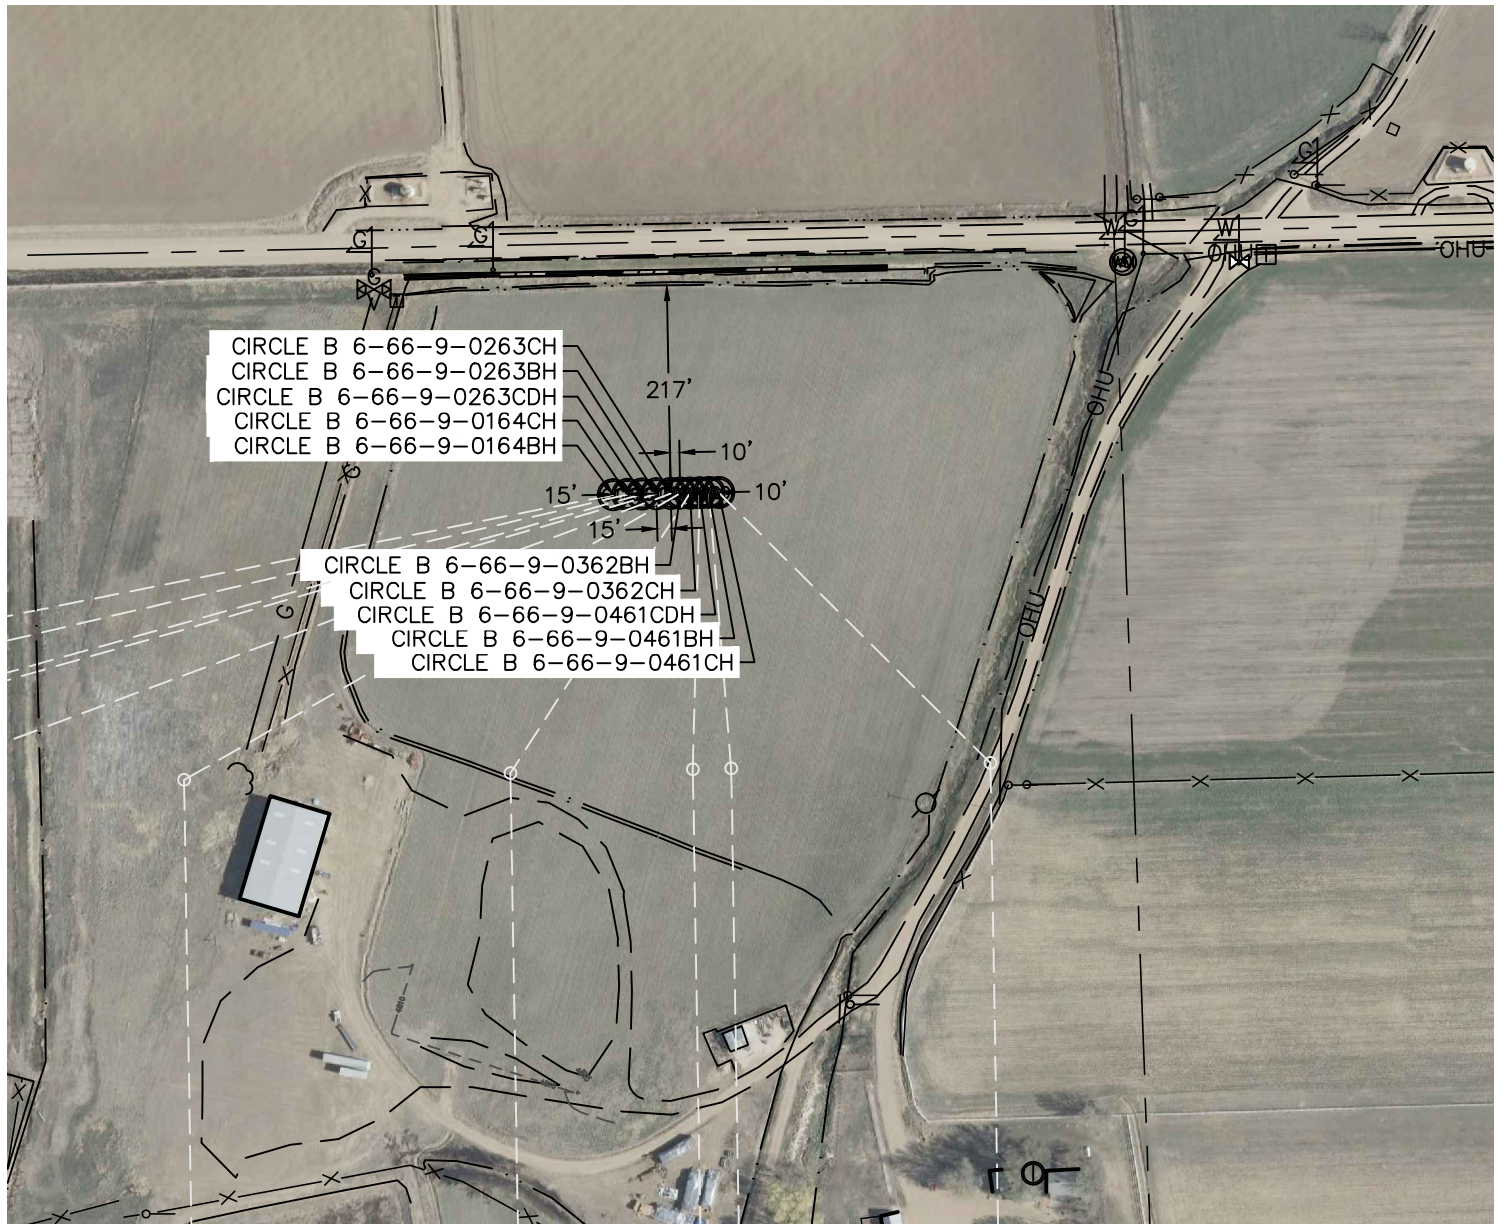 G
G
W
G
G
W
OHU
T
OHU
G
CIRCLE B 6-66-9-0263CH
CIRCLE B 6-66-9-0263BH
CIRCLE B 6-66-9-0263CDH
CIRCLE B 6-66-9-0164CH
CIRCLE B 6-66-9-0164BH
217'
OHU
10'
G
15'
10'
15'
CIRCLE B 6-66-9-0362BH
CIRCLE B 6-66-9-0362CH
CIRCLE B 6-66-9-0461CDH
CIRCLE B 6-66-9-0461BH
CIRCLE B 6-66-9-0461CH
G
OHU
4810